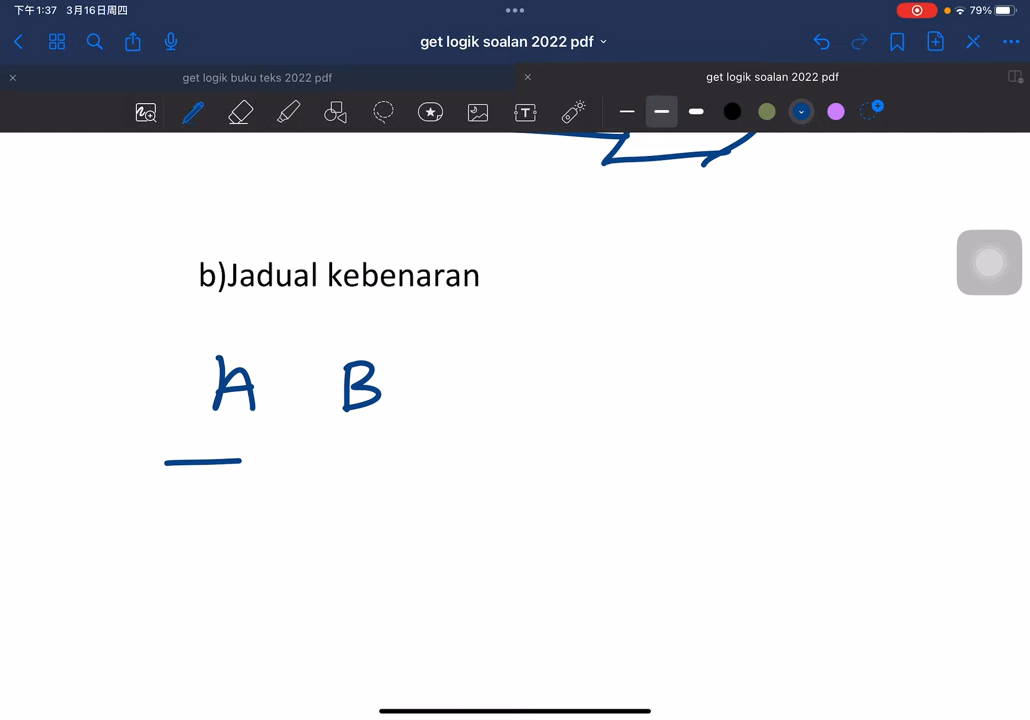 下午1:37 3月16日周四 79%
get logik soalan 2022 pdf
get logik buku teks 2022 pdf get logik soalan 2022 pdf
T
b)Jadual kebenaran
A B